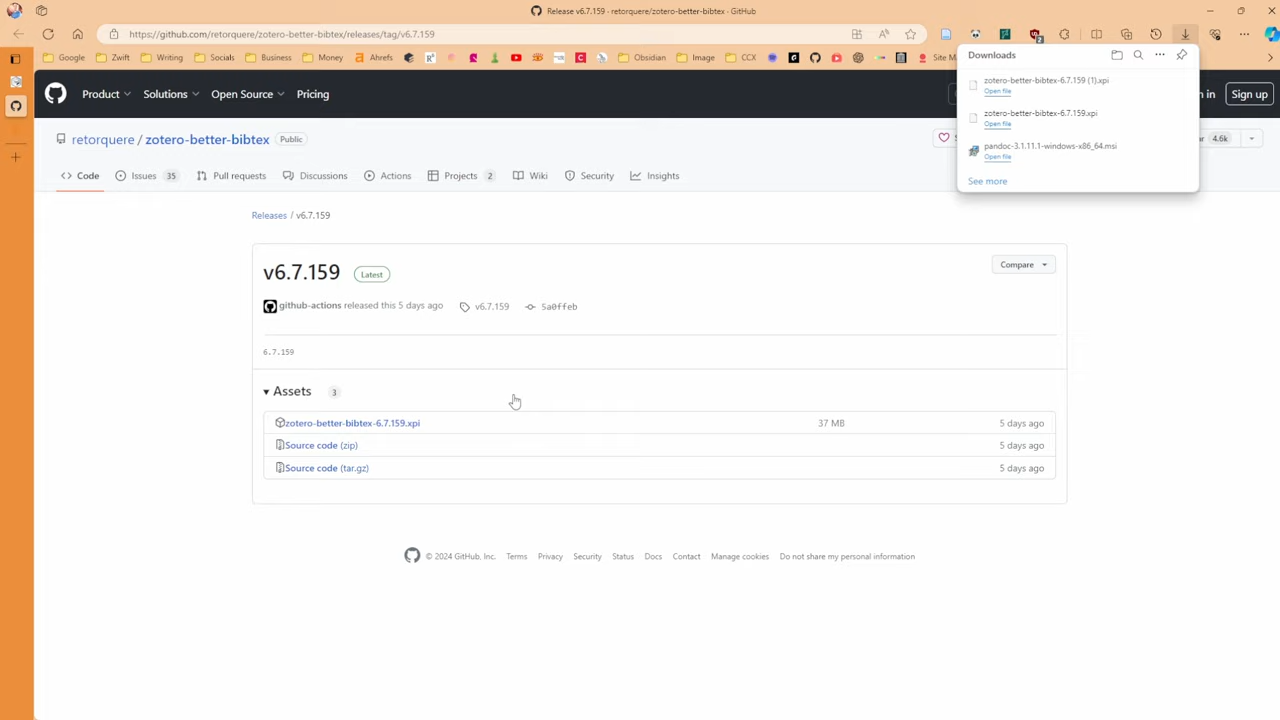 Release v6.7.159 · retorquere/zotero-better-bibtex · GitHub
https://github.com/retorquere/zotero-better-bibtex/releases/tag/v6.7.159
Google Zwift Writing Socials Business Money Ahrefs Obsidian Image CCX Site Ma
Downloads
zotero-better-bibtex-6.7.159 (1).xpi
Open file
zotero-better-bibtex-6.7.159.xpi
Open file
pandoc-3.1.11.1-windows-x86_64.msi
Open file
See more
Product Solutions Open Source Pricing
in Sign up
retorquere / zotero-better-bibtex Public
4.6k
Code Issues 35 Pull requests Discussions Actions Projects 2 Wiki Security Insights
Releases / v6.7.159
v6.7.159 Latest
Compare
github-actions released this 5 days ago v6.7.159 5a0ffeb
6.7.159
Assets 3
zotero-better-bibtex-6.7.159.xpi 37 MB 5 days ago
Source code (zip) 5 days ago
Source code (tar.gz) 5 days ago
© 2024 GitHub, Inc. Terms Privacy Security Status Docs Contact Manage cookies Do not share my personal information